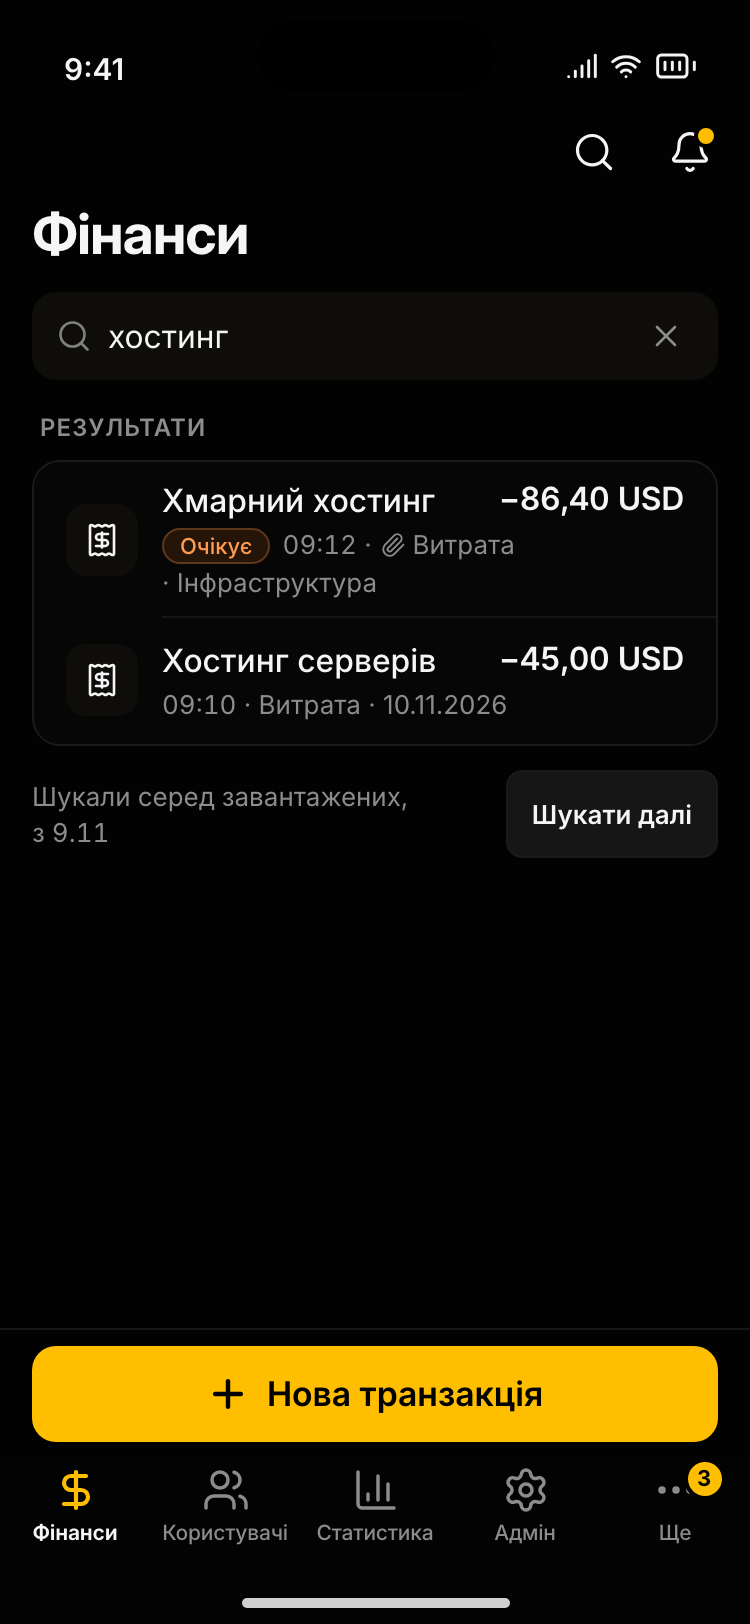 9:41
Фінанси
хостинг
РЕЗУЛЬТАТИ
Хмарний хостинг −86,40 USD
Очікує 09:12 · Витрата
· Інфраструктура
Хостинг серверів −45,00 USD
09:10 · Витрата · 10.11.2026
Шукали серед завантажених,
з 9.11
Шукати далі
Нова транзакція
3
Фінанси Користувачі Статистика Адмін Ще